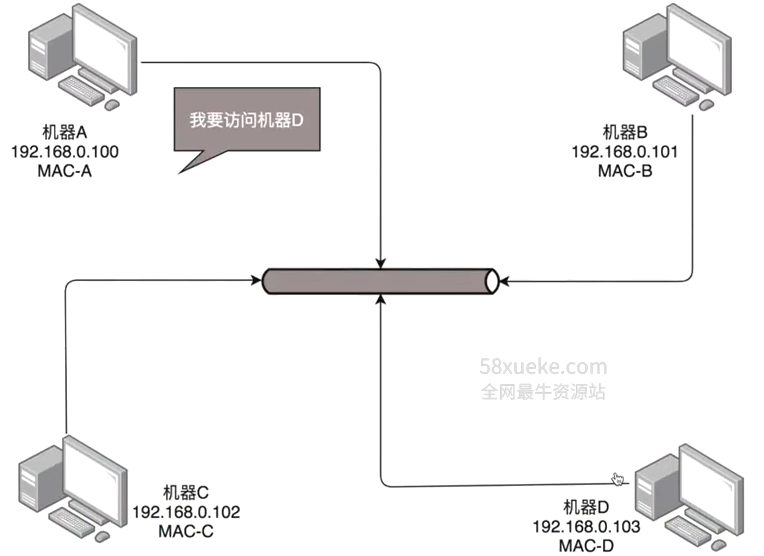 我要访问机器D
机器A
192.168.0.100
MAC-A
机器B
192.168.0.101
MAC-B
58xueke.com
全网最牛资源站
机器C
192.168.0.102
MAC-C
机器D
192.168.0.103
MAC-D